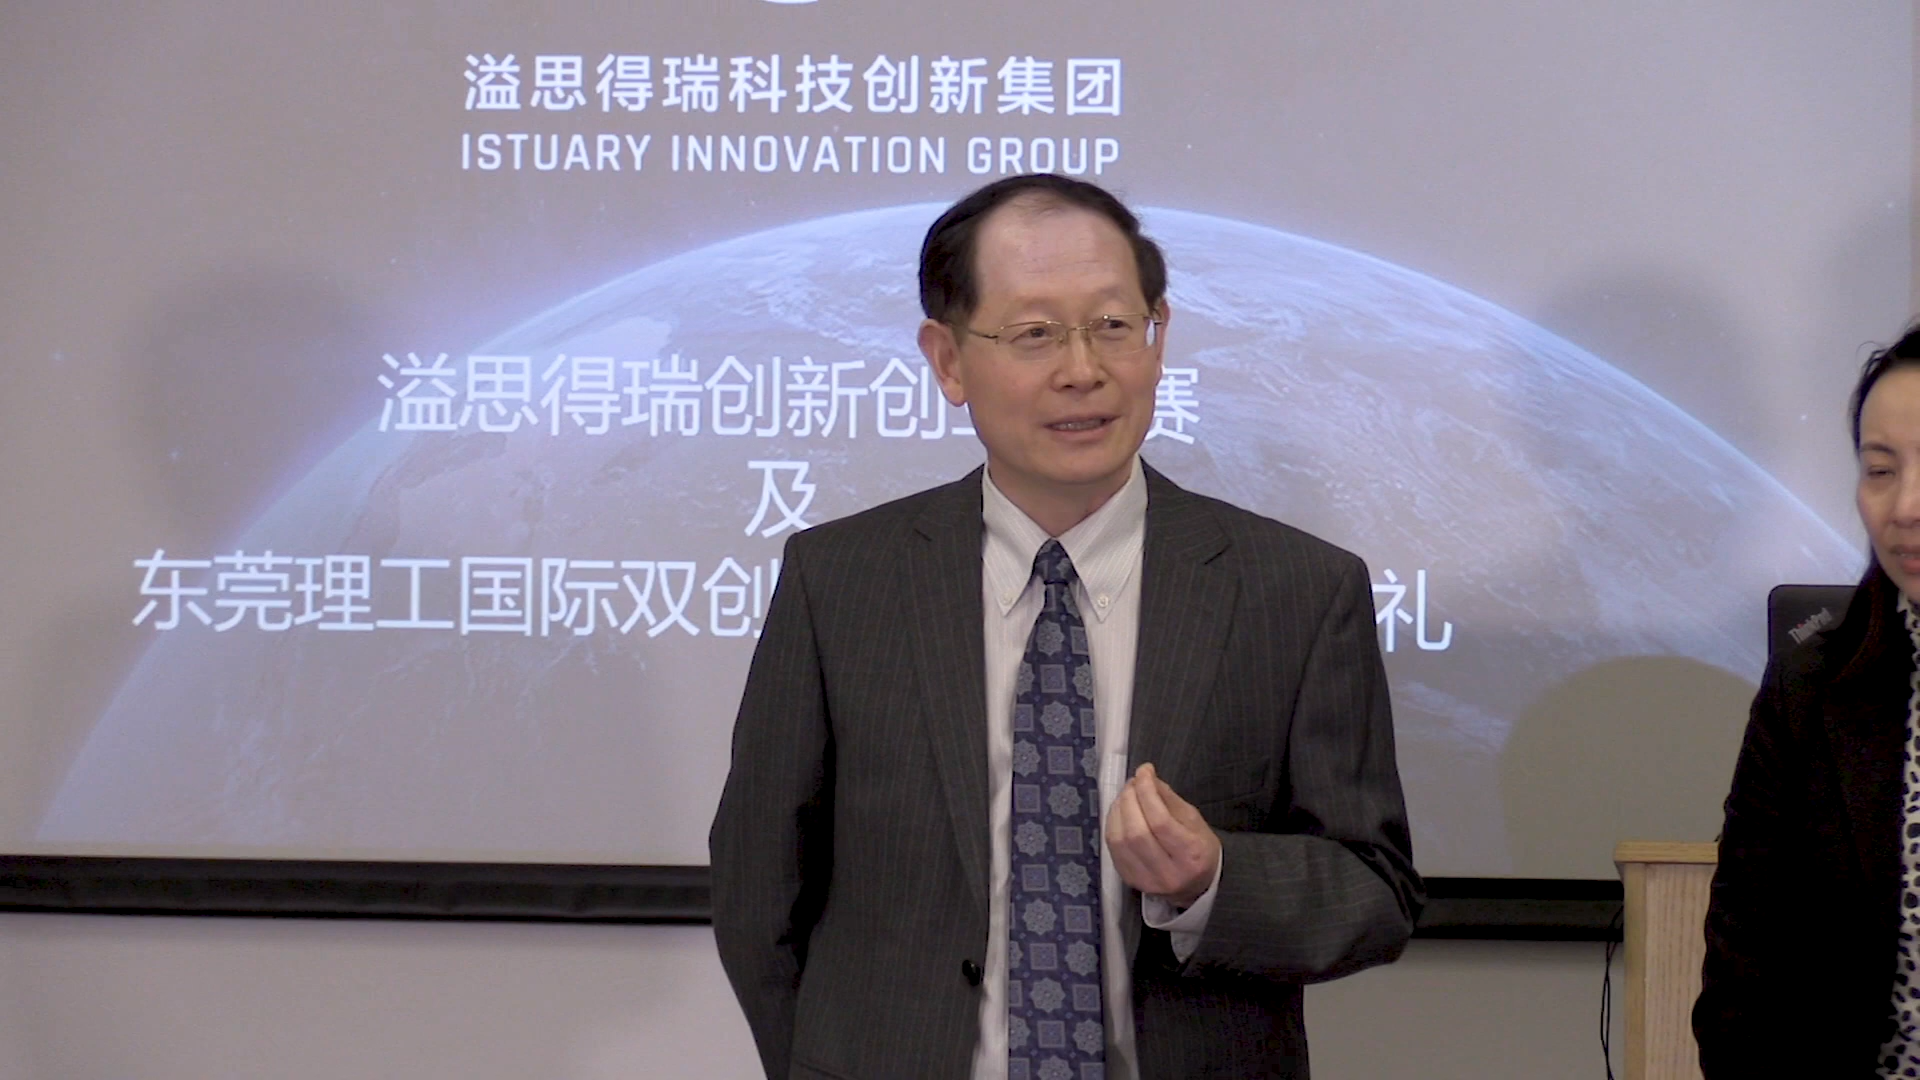 溢思得瑞科技创新集团
ISTUARY INNOVATION GROUP
溢思得瑞创新创 赛
及
东莞理工国际双创 礼
ThinkPad